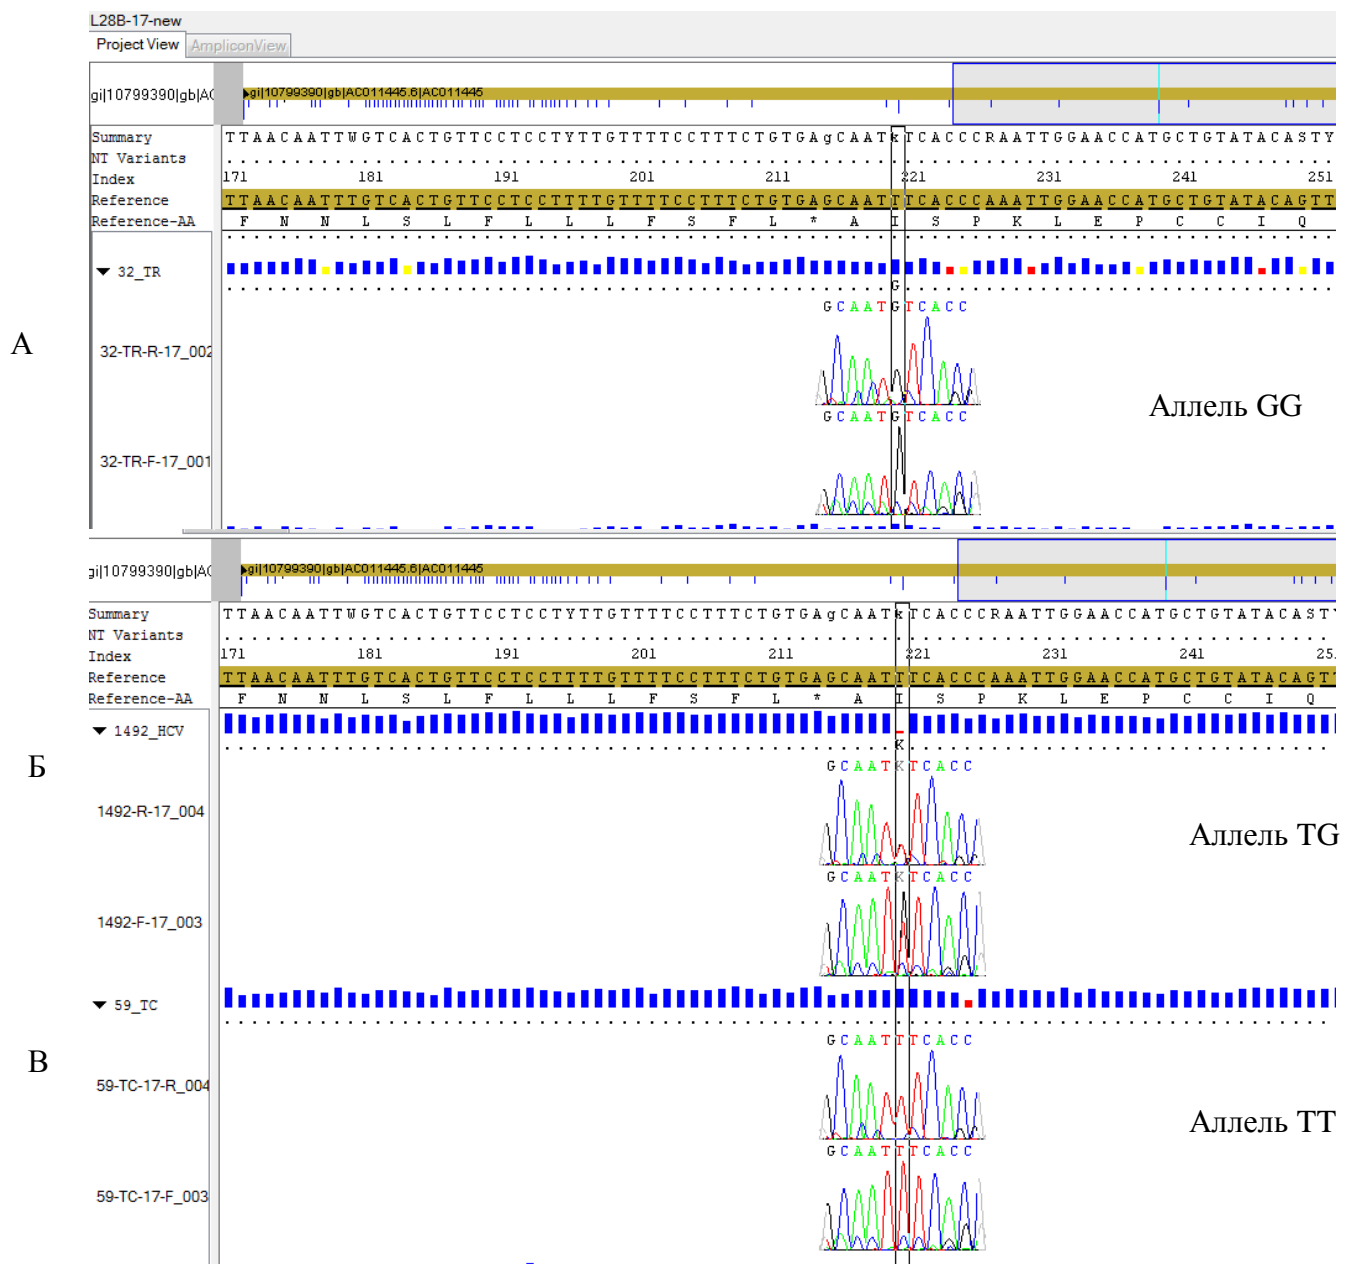 L28B-17-new
Project View AmpliconView
gi|10799390|gb|AC gi|10799390|gb|AC011445.6|AC011445
Summary TTAACAATTWGTCACTGTTCCTCCTYTTGTTTTCCTTTCTGTGAgCAATkTCACCCRAATTGGAACCATGCTGTATACASTY
NT Variants
Index 171 181 191 201 211 221 231 241 251
Reference TTAACAATTTGTCACTGTTCCTCCTTTTGTTTTCCTTTCTGTGAGCAATTTCACCCAAATTGGAACCATGCTGTATACAGTT
Reference-AA F N N L S L F L L L F S F L * A I S P K L E P C C I Q
32_TR
G
GCAATGTCACC
А
32-TR-R-17_002
Аллель GG
GCAATGTCACC
32-TR-F-17_001
gi|10799390|gb|AC gi|10799390|gb|AC011445.6|AC011445
Summary TTAACAATTWGTCACTGTTCCTCCTYTTGTTTTCCTTTCTGTGAgCAATkTCACCCRAATTGGAACCATGCTGTATACAST
NT Variants
Index 171 181 191 201 211 221 231 241 25
Reference TTAACAATTTGTCACTGTTCCTCCTTTTGTTTTCCTTTCTGTGAGCAATTTCACCCAAATTGGAACCATGCTGTATACAGTT
Reference-AA F N N L S L F L L L F S F L * A I S P K L E P C C I Q
1492_HCV
K
Б
GCAATKTCACC
1492-R-17_004
Аллель TG
GCAATKTCACC
1492-F-17_003
59_TC
GCAATTTCACC
В
59-TC-17-R_004
Аллель TT
GCAATTTCACC
59-TC-17-F_003